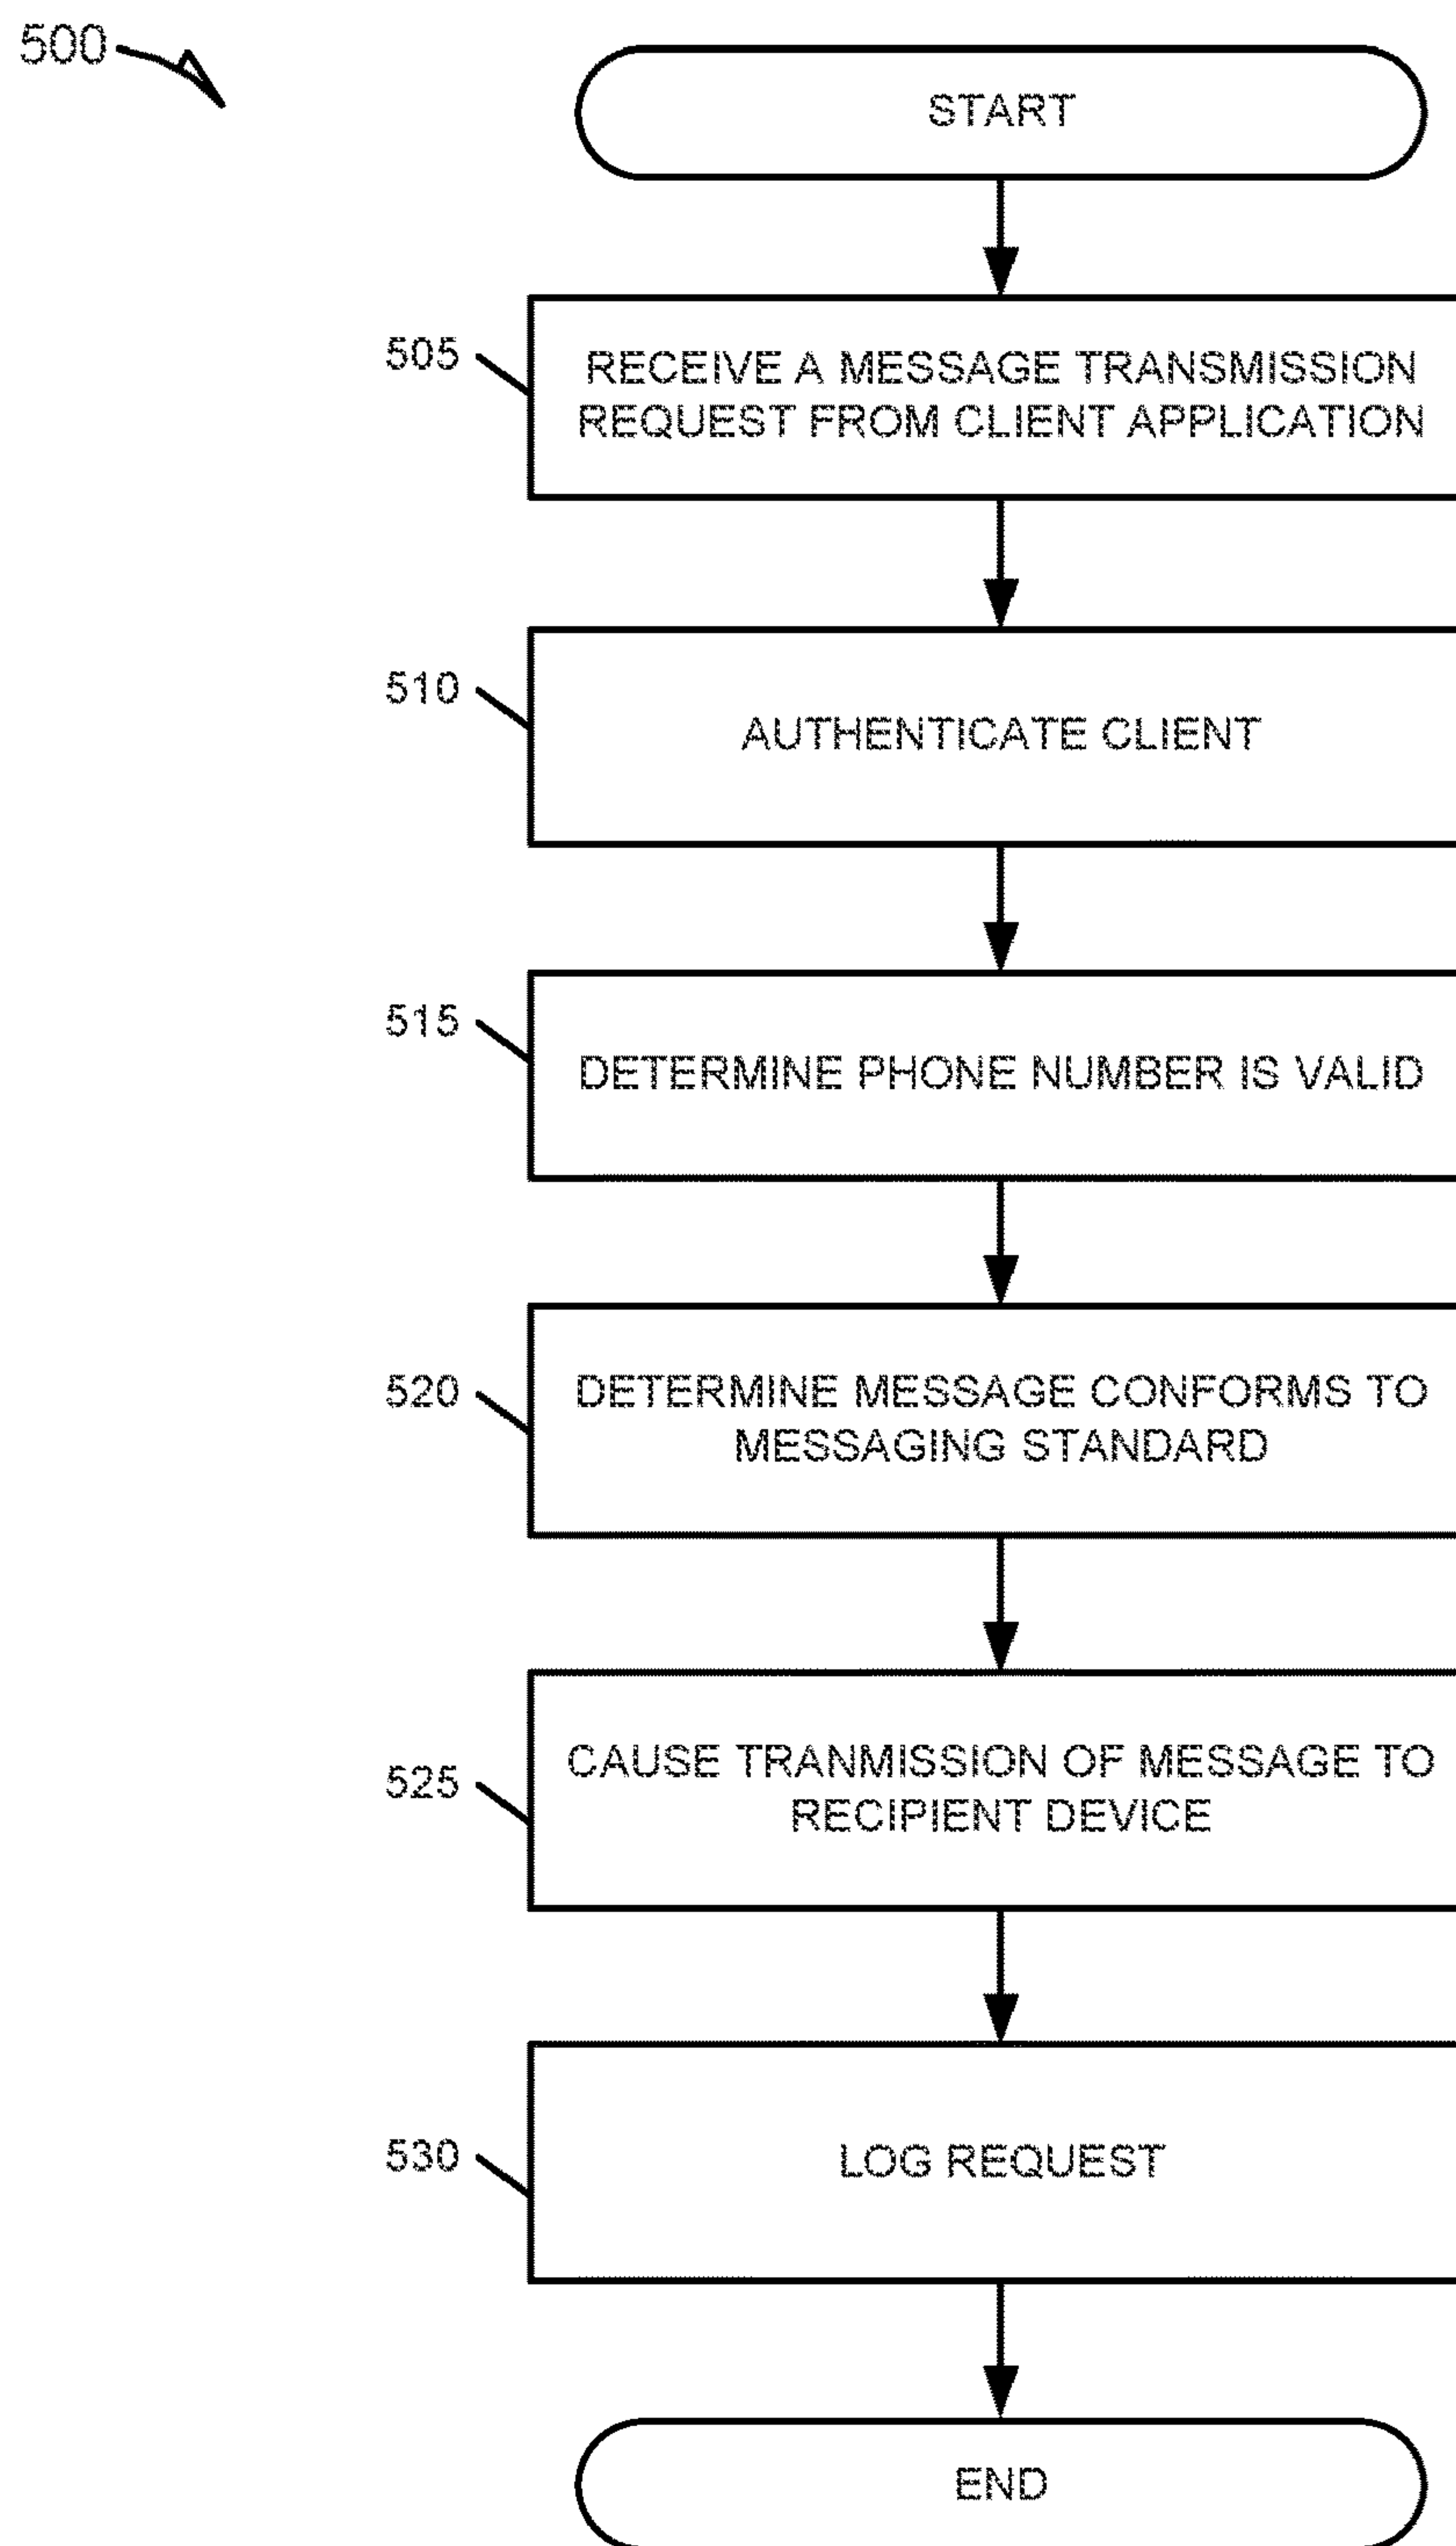 500
START
505
RECEIVE A MESSAGE TRANSMISSION
REQUEST FROM CLIENT APPLICATION
510
AUTHENTICATE CLIENT
515
DETERMINE PHONE NUMBER IS VALID
520
DETERMINE MESSAGE CONFORMS TO
MESSAGING STANDARD
525
CAUSE TRANMISSION OF MESSAGE TO
RECIPIENT DEVICE
530
LOG REQUEST
END